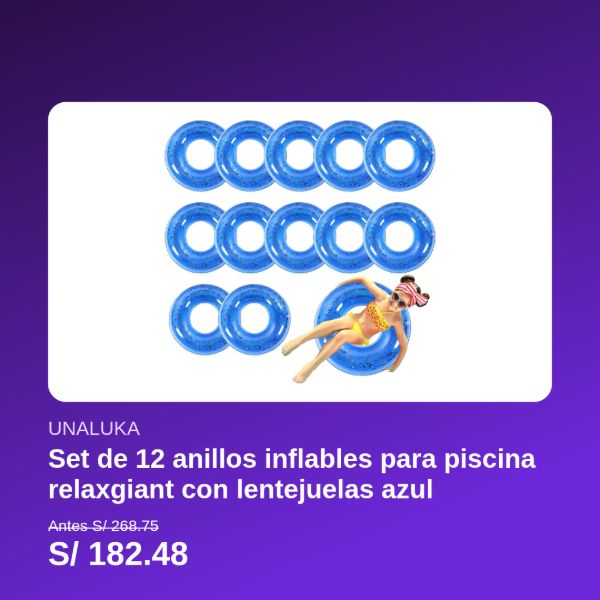 UNALUKA
Set de 12 anillos inflables para piscina
relaxgiant con lentejuelas azul
Antes S/ 268.75
S/ 182.48